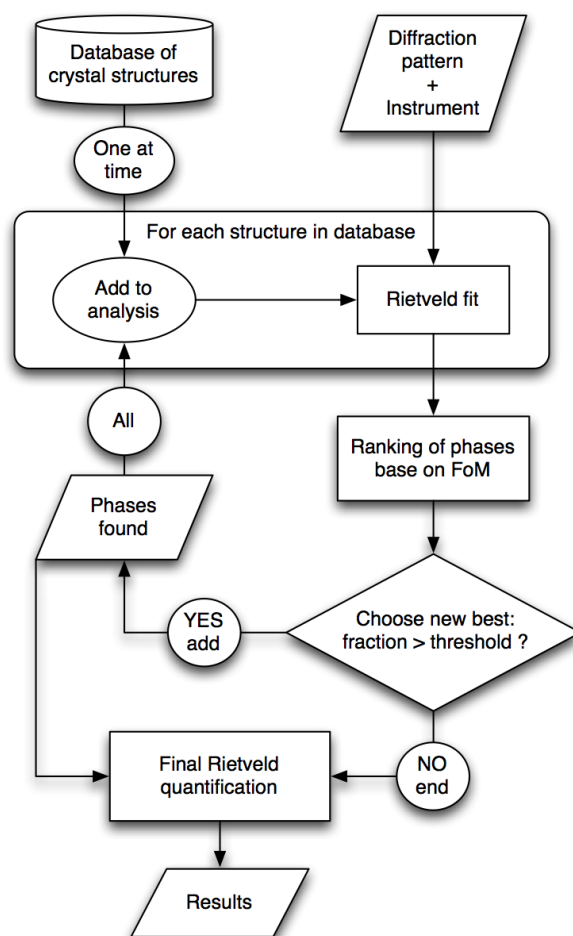 Database of
crystal structures
Diffraction
pattern
+
Instrument
One at
time
For each structure in database
Add to
analysis
Rietveld fit
All
Ranking of phases
base on FoM
Phases
found
Choose new best:
fraction > threshold ?
YES
add
Final Rietveld
quantification
NO
end
Results